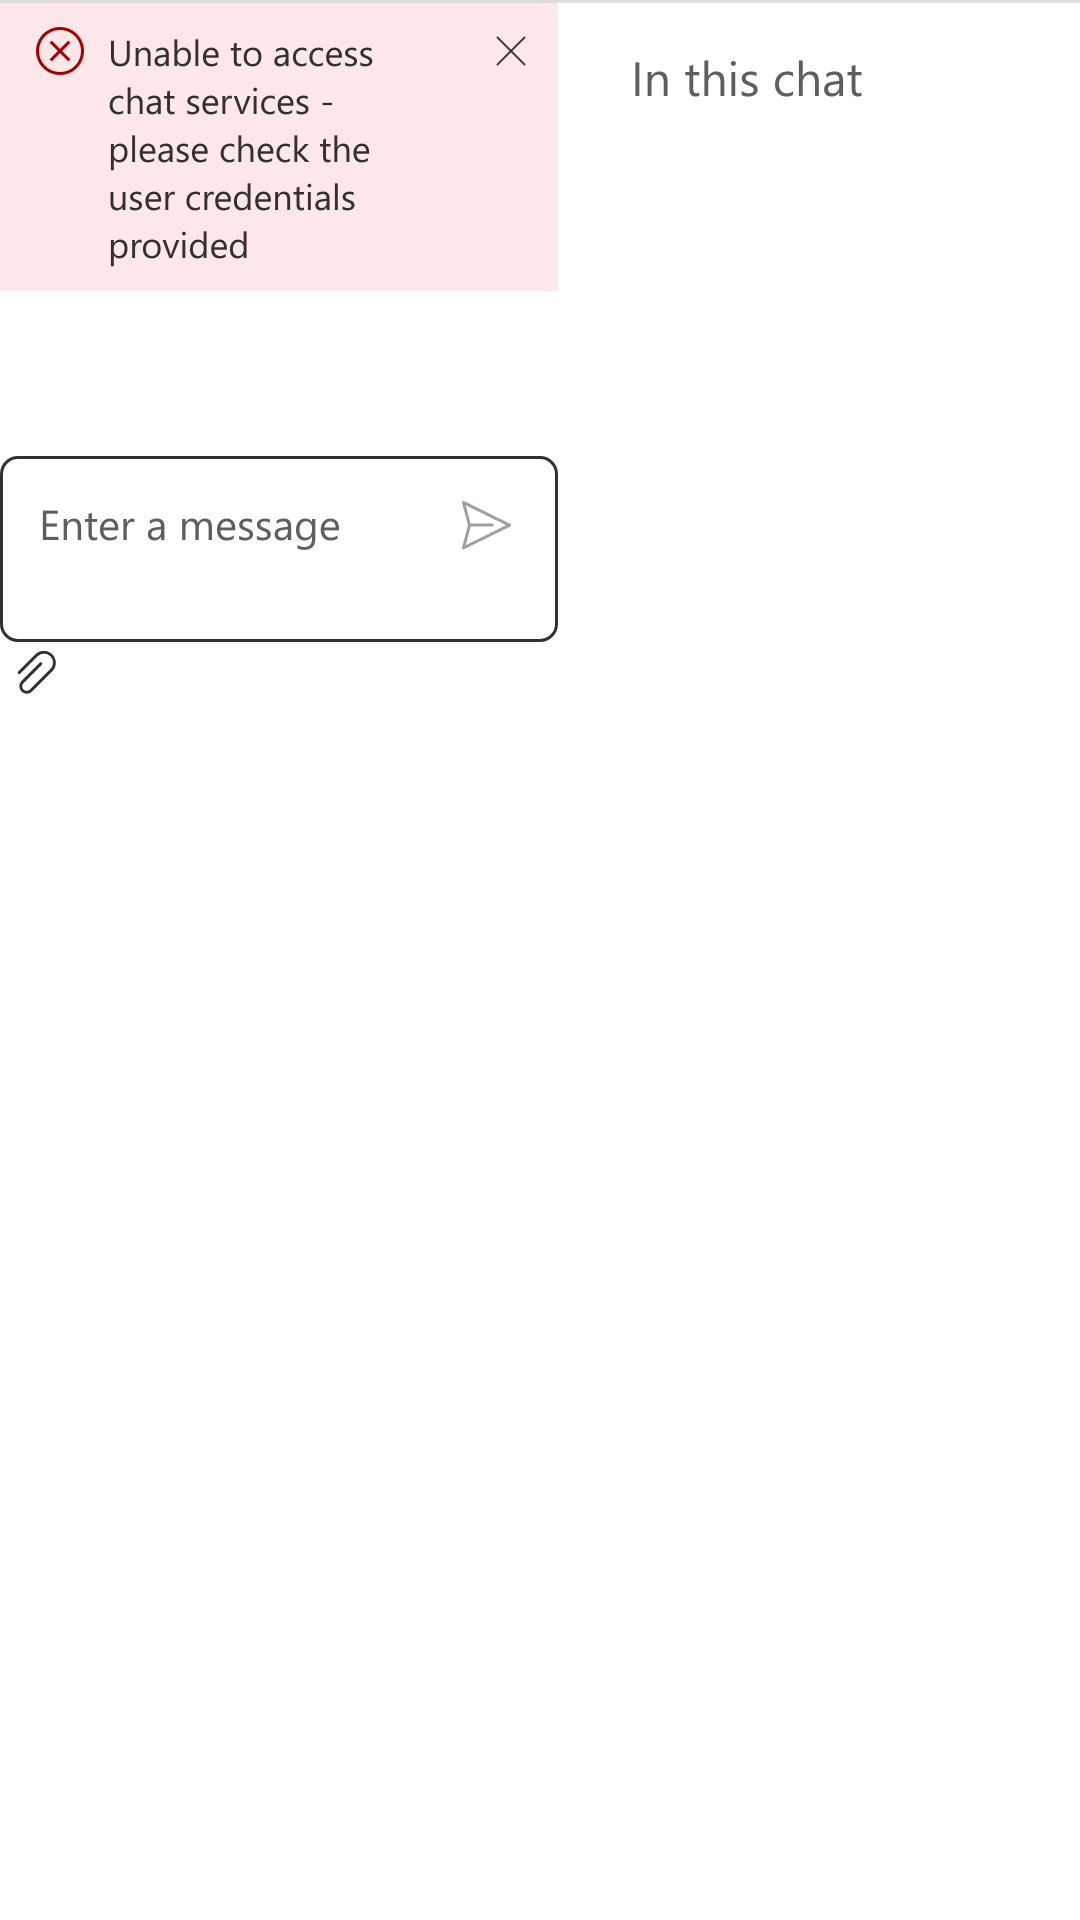 Unable to access
chat services -
please check the
user credentials
provided
In this chat
Enter a message